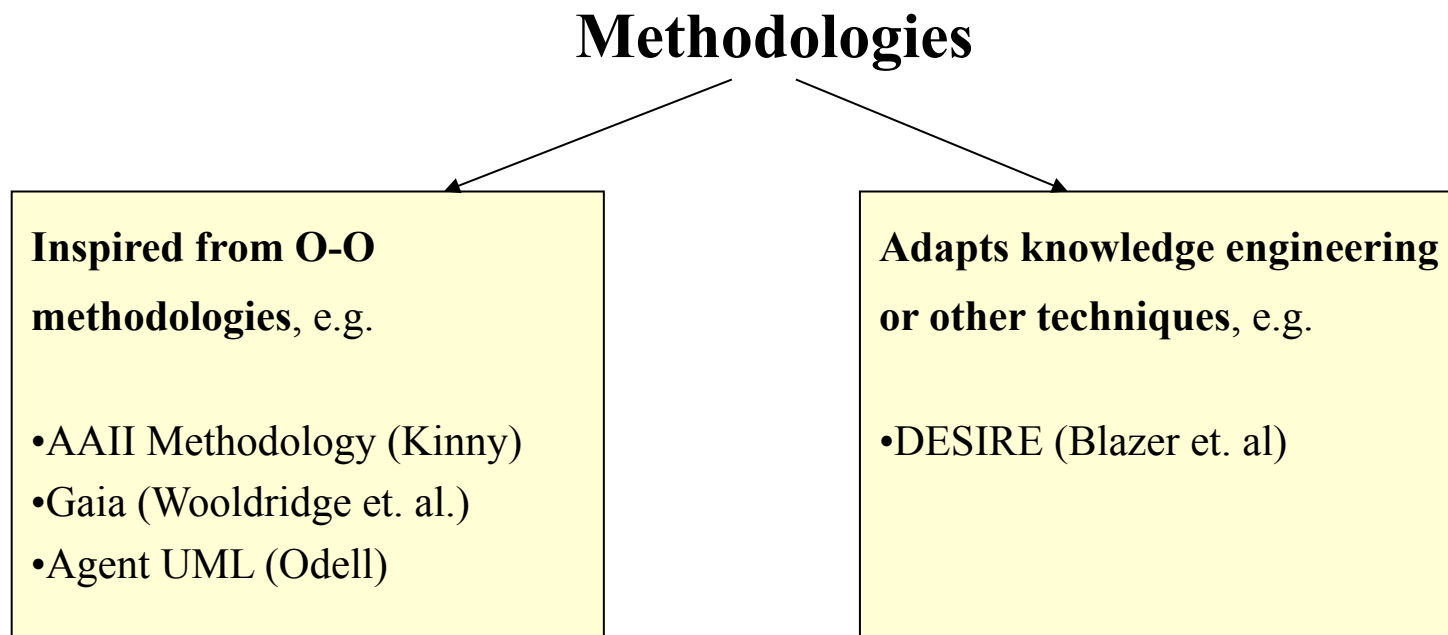 Methodologies
Inspired from O-O
methodologies, e.g.
•AAII Methodology (Kinny)
•Gaia (Wooldridge et. al.)
•Agent UML (Odell)
Adapts knowledge engineering
or other techniques, e.g.
•DESIRE (Blazer et. al)